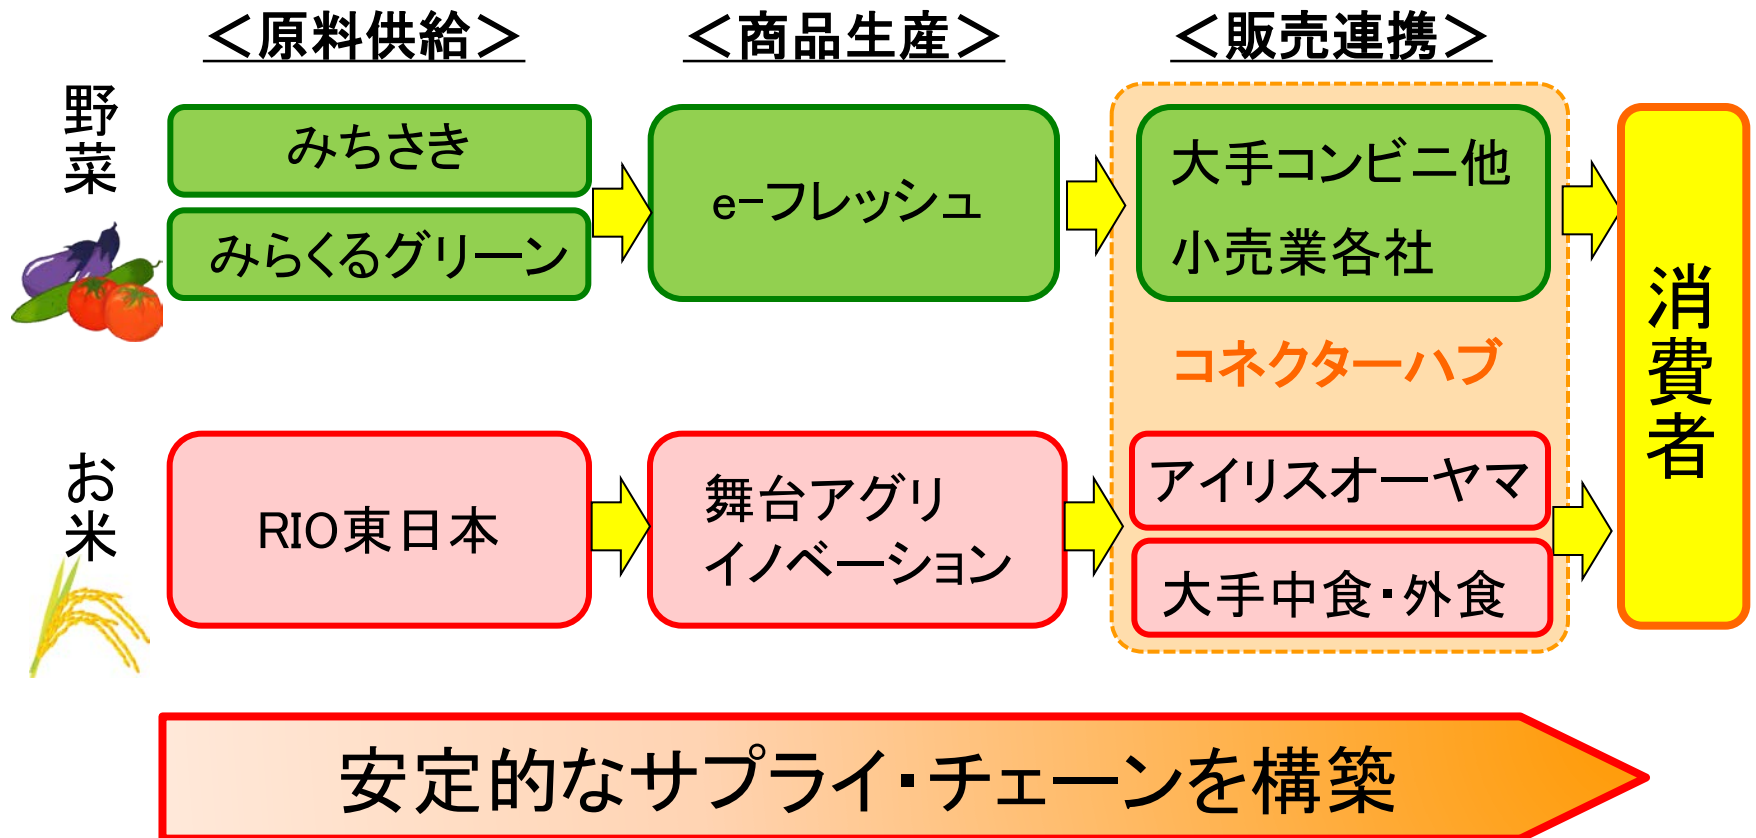 ＜原料供給＞
＜商品生産＞
＜販売連携＞
野菜
みちさき
みらくるグリーン
e-フレッシュ
大手コンビニ他
小売業各社
コネクターハブ
消費者
お米
RIO東日本
舞台アグリ
イノベーション
アイリスオーヤマ
大手中食・外食
安定的なサプライ・チェーンを構築